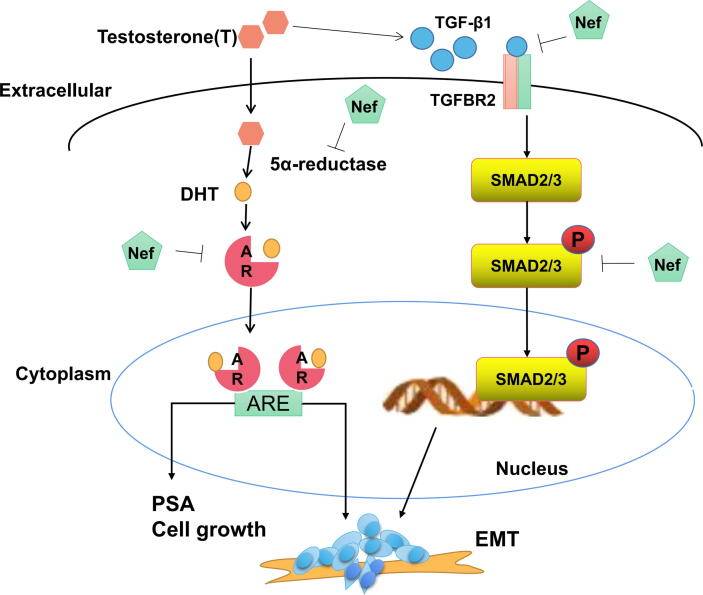 TGF-β1
Nef
Testosterone(T)
Extracellular
TGFBR2
Nef
5α-reductase
SMAD2/3
DHT
P
A
R
Nef
SMAD2/3
Nef
P
A
R
A
R
SMAD2/3
Cytoplasm
ARE
Nucleus
PSA
Cell growth
EMT